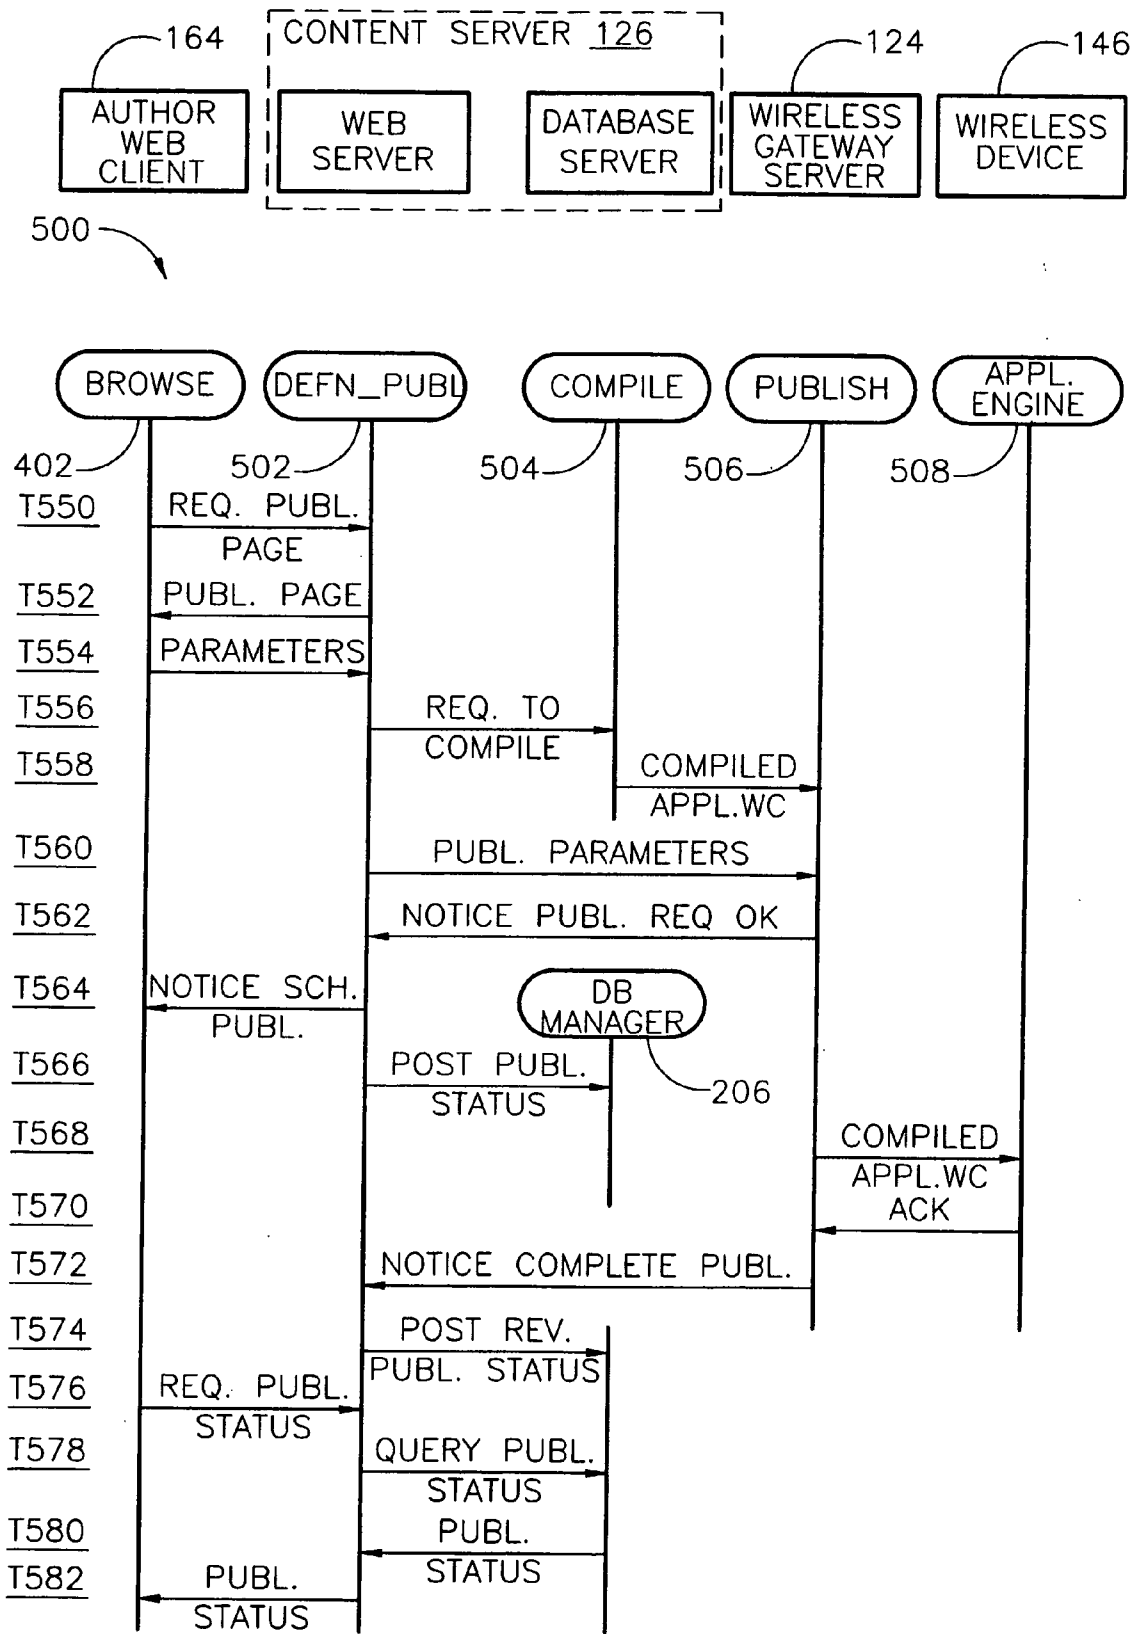 164
CONTENT SERVER 126
124
146
AUTHOR
WEB
CLIENT
WEB
SERVER
DATABASE
SERVER
WIRELESS
GATEWAY
SERVER
WIRELESS
DEVICE
500
BROWSE
DEFN_PUBL
COMPILE
PUBLISH
APPL.
ENGINE
402
502
504
506
508
T550
REQ. PUBL.
PAGE
T552
PUBL. PAGE
T554
PARAMETERS
T556
REQ. TO
COMPILE
T558
COMPILED
APPL.WC
T560
PUBL. PARAMETERS
T562
NOTICE PUBL. REQ OK
T564
NOTICE SCH.
PUBL.
DB
MANAGER
206
T566
POST PUBL.
STATUS
T568
COMPILED
APPL.WC
T570
ACK
T572
NOTICE COMPLETE PUBL.
T574
POST REV.
PUBL. STATUS
T576
REQ. PUBL.
STATUS
T578
QUERY PUBL.
STATUS
T580
PUBL.
STATUS
T582
PUBL.
STATUS